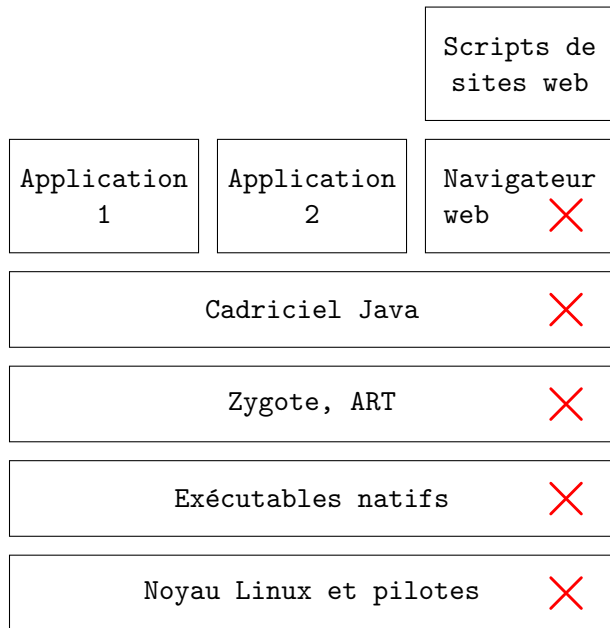 Scripts de
sites web
Application
1
Application
2
Navigateur
web
Cadriciel Java
Zygote, ART
Exécutables natifs
Noyau Linux et pilotes